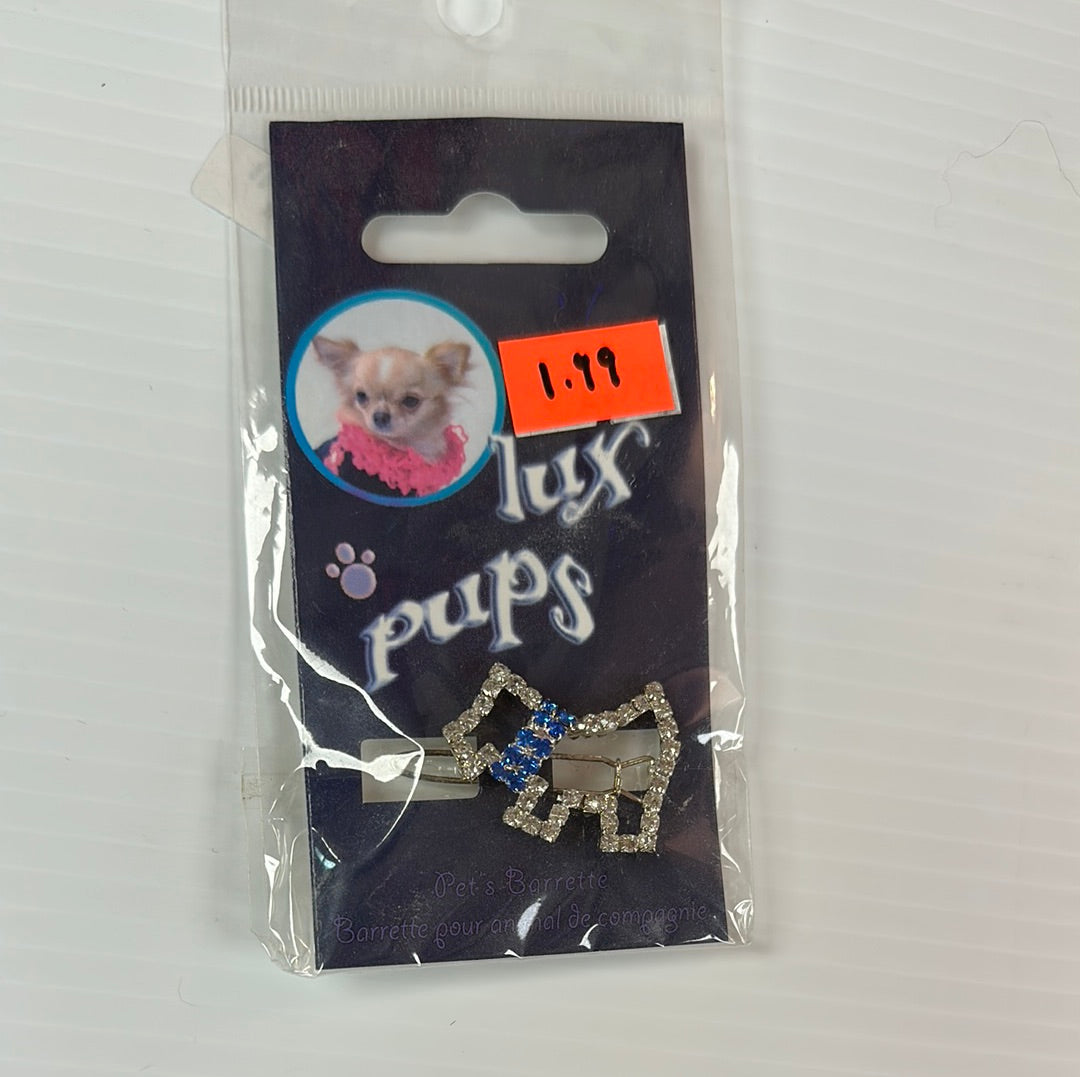 1.99
lux
pups
Pet's Barrette
Barrette pour animal de compagnie